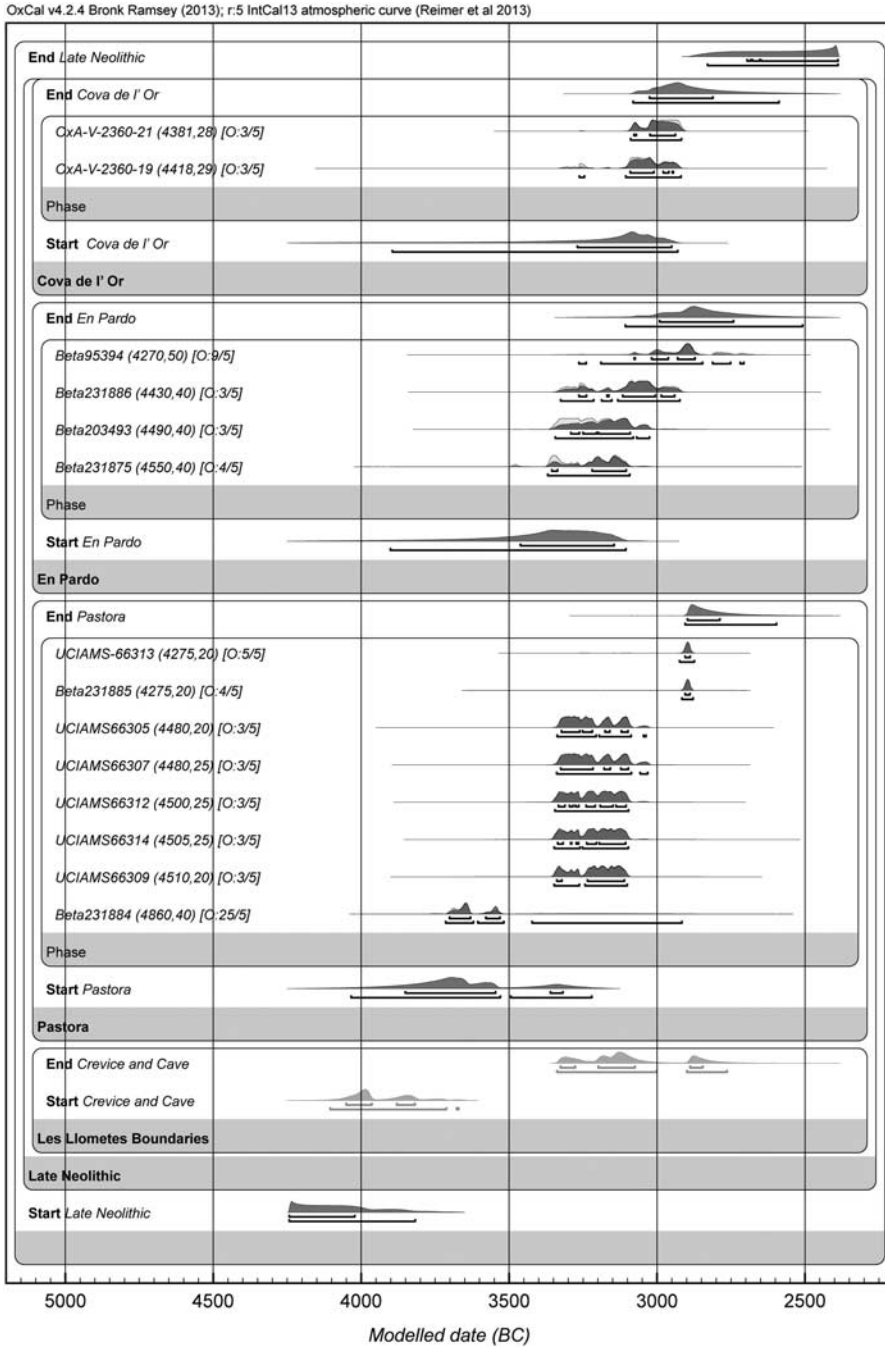 OxCal v4.2.4 Bronk Ramsey (2013); r:5 IntCal13 atmospheric curve (Reimer et al 2013)
End Late Neolithic
End Cova de l' Or
OxA-V-2360-21 (4381,28) [O:3/5]
OxA-V-2360-19 (4418,29) [O:3/5]
Phase
Start Cova de l' Or
Cova de l' Or
End En Pardo
Beta95394 (4270,50) [O:9/5]
Beta231886 (4430,40) [O:3/5]
Beta203493 (4490,40) [O:3/5]
Beta231875 (4550,40) [O:4/5]
Phase
Start En Pardo
En Pardo
End Pastora
UCIAMS-66313 (4275,20) [O:5/5]
Beta231885 (4275,20) [O:4/5]
UCIAMS66305 (4480,20) [O:3/5]
UCIAMS66307 (4480,25) [O:3/5]
UCIAMS66312 (4500,25) [O:3/5]
UCIAMS66314 (4505,25) [O:3/5]
UCIAMS66309 (4510,20) [O:3/5]
Beta231884 (4860,40) [O:25/5]
Phase
Start Pastora
Pastora
End Crevice and Cave
Start Crevice and Cave
Les Llometes Boundaries
Late Neolithic
Start Late Neolithic
5000 4500 4000 3500 3000 2500
Modelled date (BC)